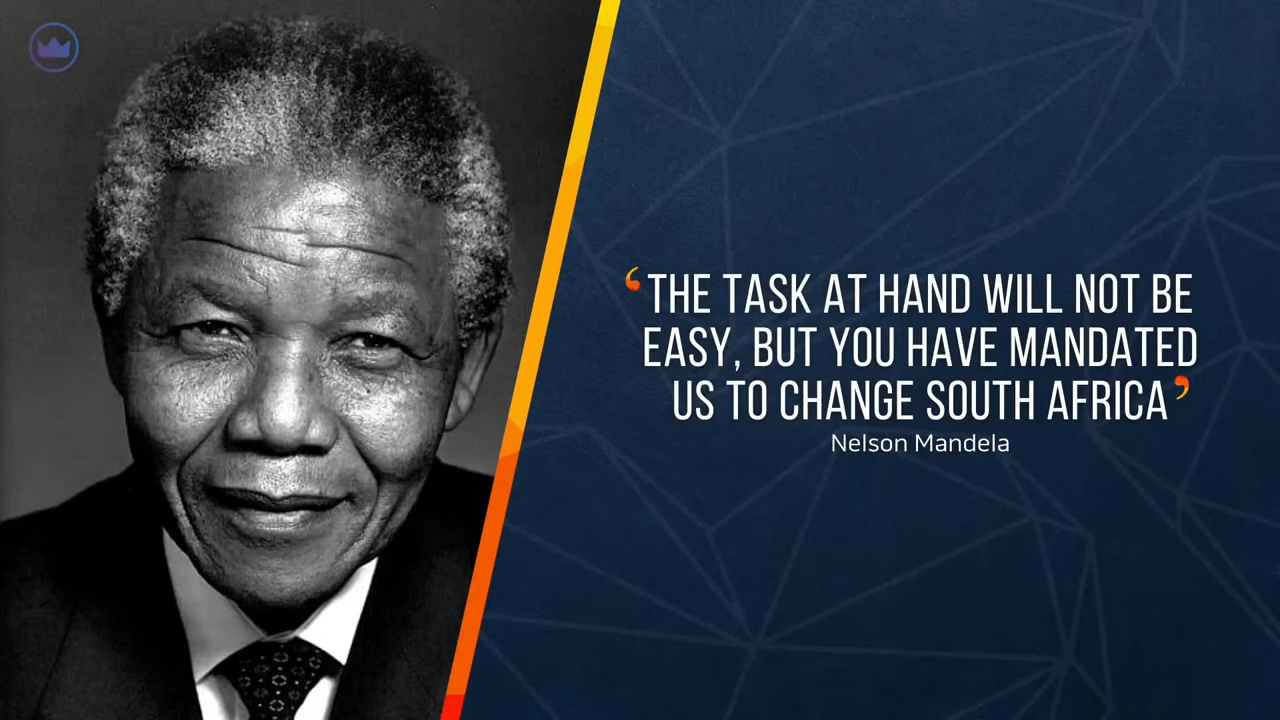 ‘THE TASK AT HAND WILL NOT BE
EASY, BUT YOU HAVE MANDATED
US TO CHANGE SOUTH AFRICA’
Nelson Mandela